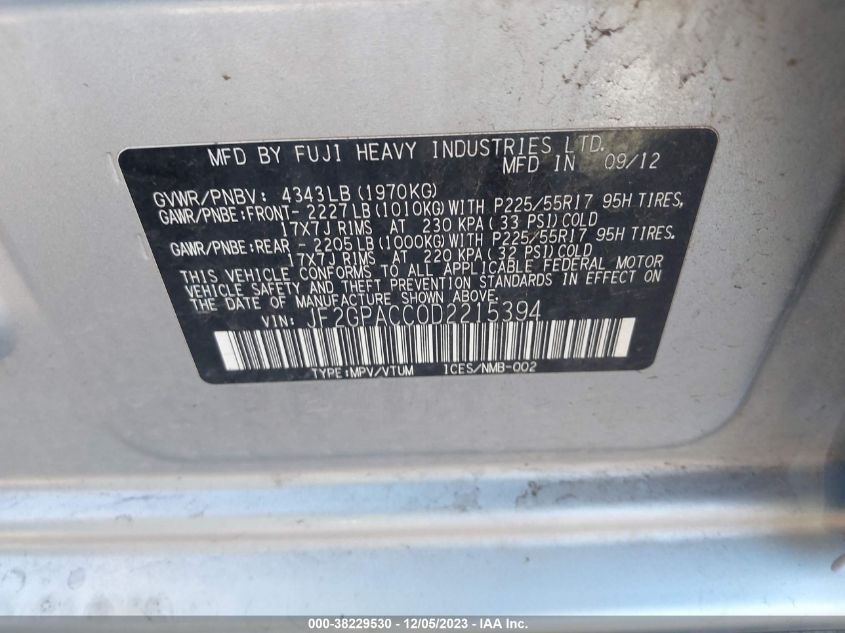 MFD BY FUJI HEAVY INDUSTRIES LTD.
MFD IN 09/12
GVWR/PNBV: 4343LB (1970KG)
GAWR/PNBE:FRONT- 2227LB(1010KG)WITH P225/55R17 95H TIRES,
17X7J RIMS AT 230 KPA( 33 PSI)COLD
GAWR/PNBE:REAR - 2205LB(1000KG)WITH P225/55R17 95H TIRES,
17X7J RIMS AT 220 KPA( 32 PSI)COLD
THIS VEHICLE CONFORMS TO ALL APPLICABLE FEDERAL MOTOR
VEHICLE SAFETY AND THEFT PREVENTION STANDARDS IN EFFECT ON
THE DATE OF MANUFACTURE SHOWN ABOVE.
VIN: JF2GPACC0D2215394
TYPE:MPV/VTUM ICES/NMB-002
000-38229530 - 12/05/2023 - IAA Inc.